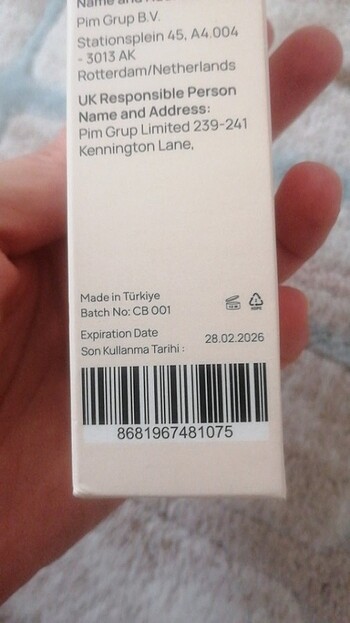 Pim Grup B.V.
Stationsplein 45, A4.004
- 3013 AK
Rotterdam/Netherlands
UK Responsible Person
Name and Address:
Pim Grup Limited 239-241
Kennington Lane,
Made in Türkiye
Batch No: CB 001
Expiration Date
Son Kullanma Tarihi :
28.02.2026
8681967481075